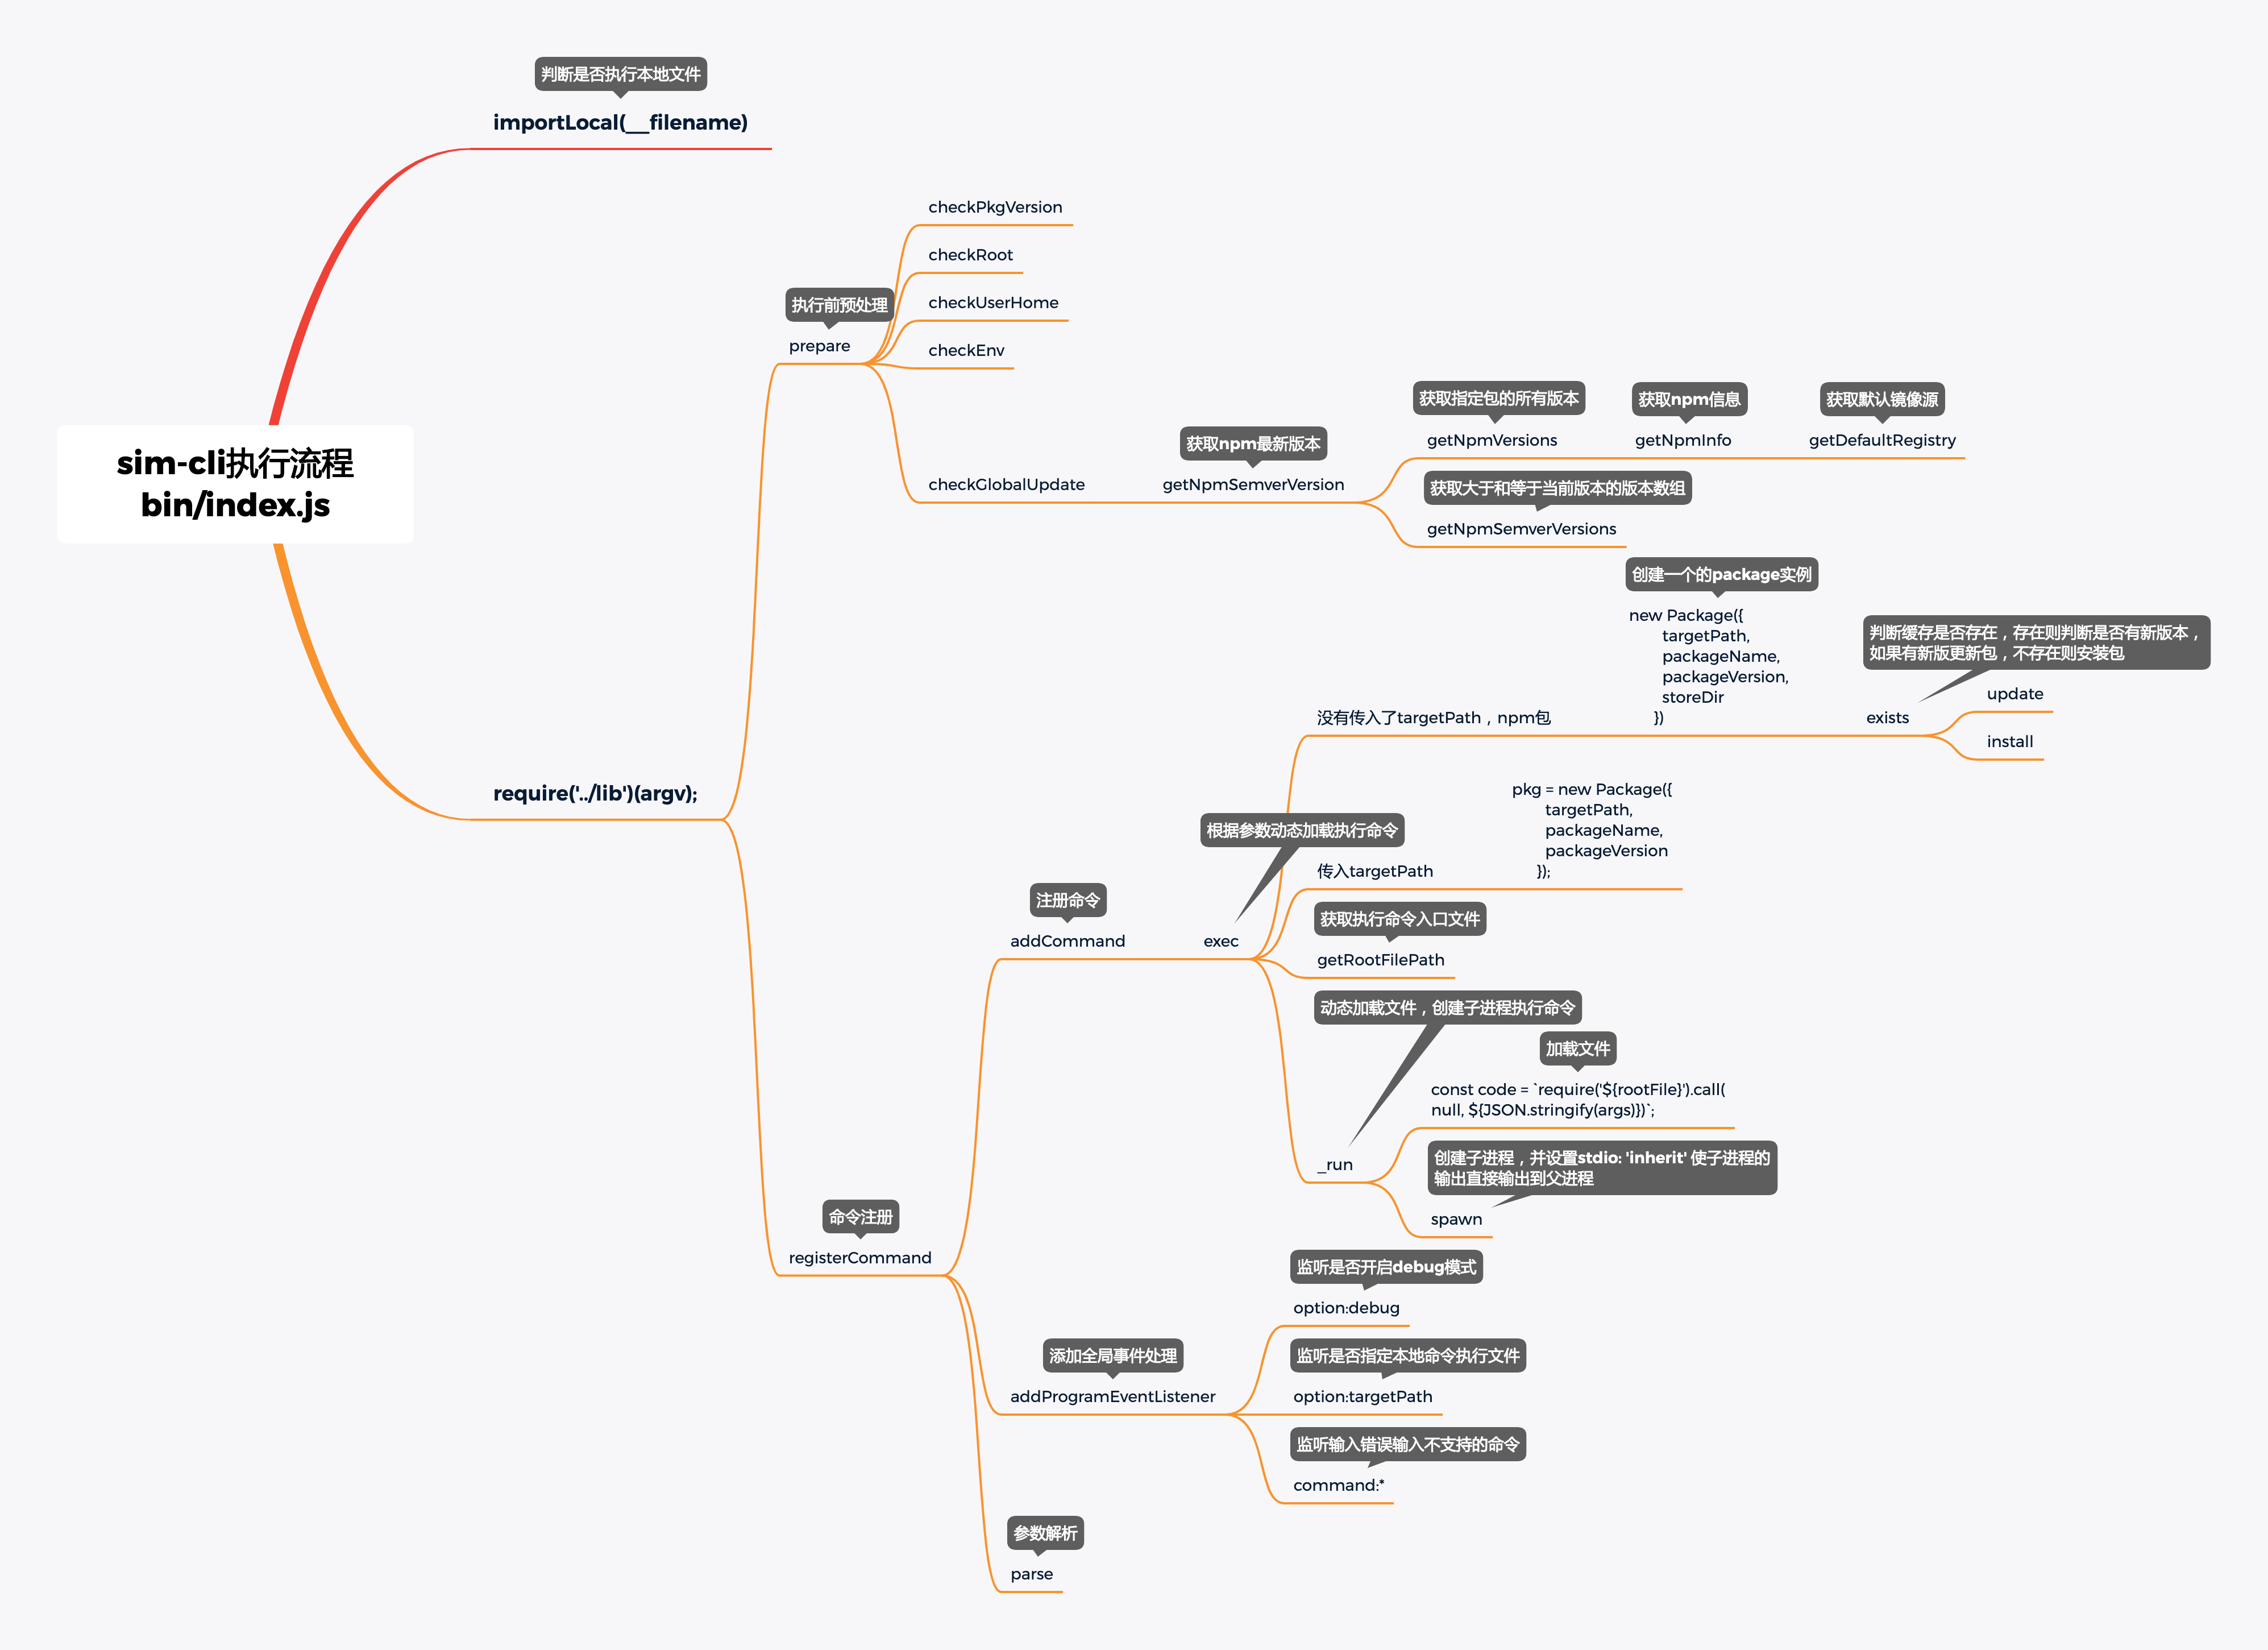 sim-cli执行流程
bin/index.js
判断是否执行本地文件
importLocal(__filename)
require('../lib')(argv);
执行前预处理
prepare
checkPkgVersion
checkRoot
checkUserHome
checkEnv
checkGlobalUpdate
获取npm最新版本
getNpmSemverVersion
获取指定包的所有版本
getNpmVersions
获取npm信息
getNpmInfo
获取默认镜像源
getDefaultRegistry
获取大于和等于当前版本的版本数组
getNpmSemverVersions
命令注册
registerCommand
注册命令
addCommand
根据参数动态加载执行命令
exec
没有传入了targetPath，npm包
创建一个的package实例
new Package({
targetPath,
packageName,
packageVersion,
storeDir
})
判断缓存是否存在，存在则判断是否有新版本，
如果有新版更新包，不存在则安装包
exists
update
install
传入targetPath
pkg = new Package({
targetPath,
packageName,
packageVersion
});
获取执行命令入口文件
getRootFilePath
动态加载文件，创建子进程执行命令
_run
加载文件
const code = `require('${rootFile}').call(
null, ${JSON.stringify(args)})`;
创建子进程，并设置stdio: 'inherit' 使子进程的
输出直接输出到父进程
spawn
添加全局事件处理
addProgramEventListener
监听是否开启debug模式
option:debug
监听是否指定本地命令执行文件
option:targetPath
监听输入错误输入不支持的命令
command:*
参数解析
parse